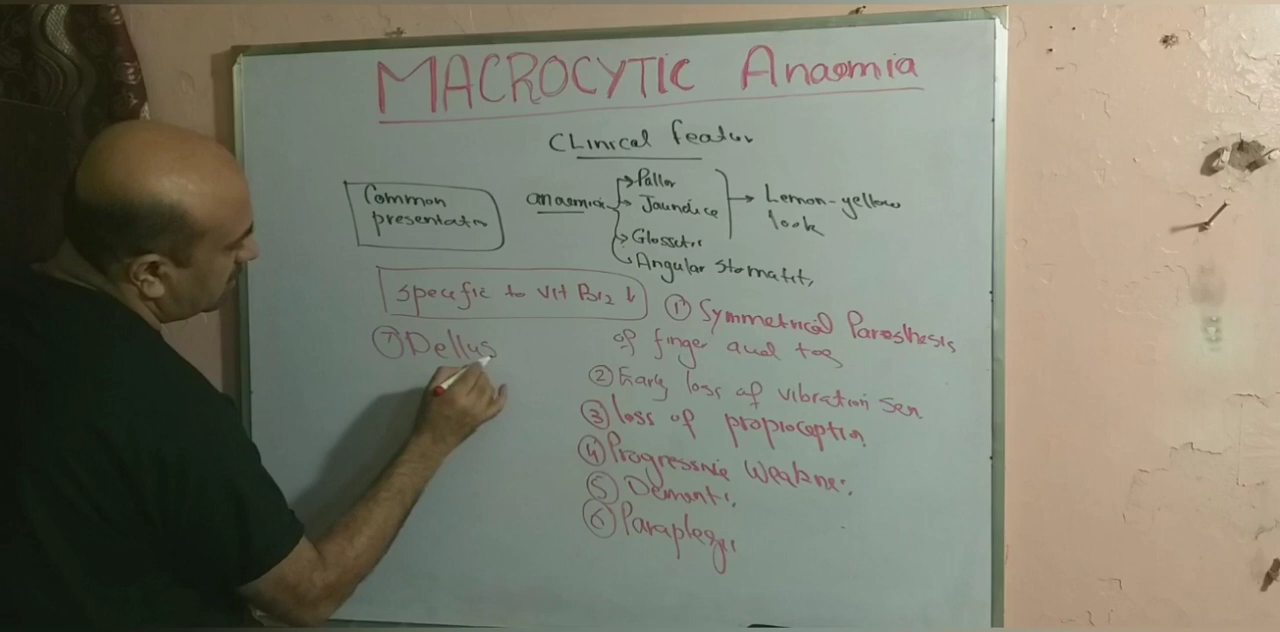 MACROCYTIC Anaemia
CLinical featur
Common
presentatn
anaemia
Pallor
Jaundice
Glossitis
Angular stomatit,
Lemon-yellow
look
specific to vit B12 ↓
① Symmetrical Paresthesis
of finger and toe
② Early loss of vibration sen
③ loss of proprocoption
④ Progressive Weakne:
⑤ Dementi,
⑥ Paraplegi
⑦ Dellus